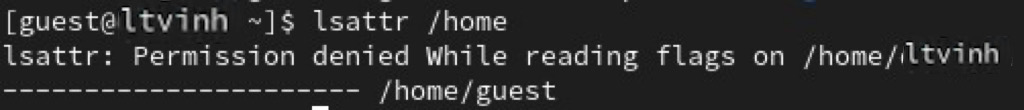 [guest@ltvinh ~]$ lsattr /home
lsattr: Permission denied While reading flags on /home/ltvinh
---------------------- /home/guest